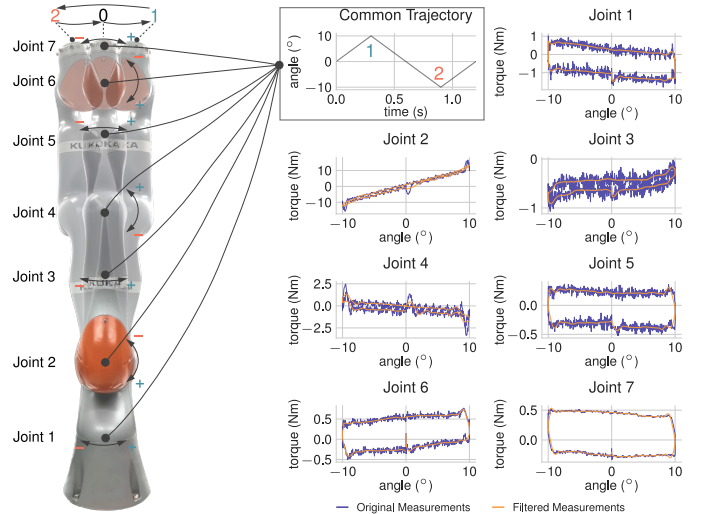 2 0 1
Joint 7
Joint 6
Joint 5
KUKOKAKA
Joint 4
Joint 3
KUKA
Joint 2
Joint 1
− +
− +
− +
+ −
− +
− +
−
Common Trajectory
angle (°)
10
0
−10
1
2
0.0 0.5 1.0
time (s)
Joint 1
torque (Nm)
1
0
−1
−10 0 10
angle (°)
Joint 2
torque (Nm)
10
0
−10
−10 0 10
angle (°)
Joint 3
torque (Nm)
0
−1
−10 0 10
angle (°)
Joint 4
torque (Nm)
2.5
0.0
−2.5
−10 0 10
angle (°)
Joint 5
torque (Nm)
0.0
−10 0 10
angle (°)
Joint 6
torque (Nm)
0.5
0.0
−0.5
−10 0 10
angle (°)
Joint 7
torque (Nm)
0.5
0.0
−10 0 10
angle (°)
Original Measurements Filtered Measurements